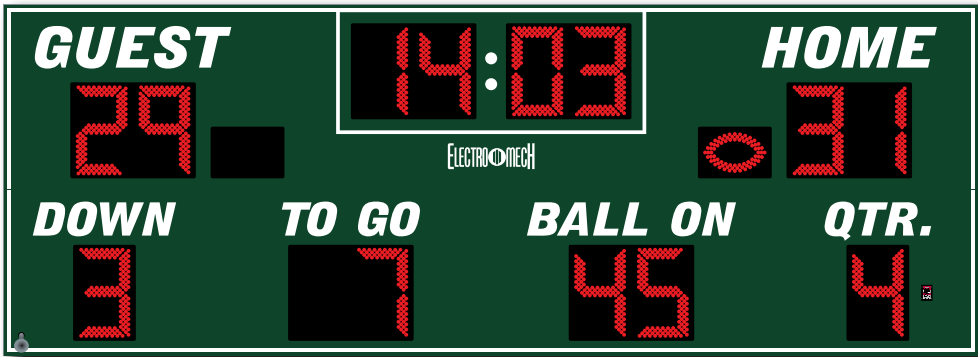 GUEST 14:03 HOME
29 31
ELECTRO MECH
DOWN TO GO BALL ON QTR.
3 7 45 4